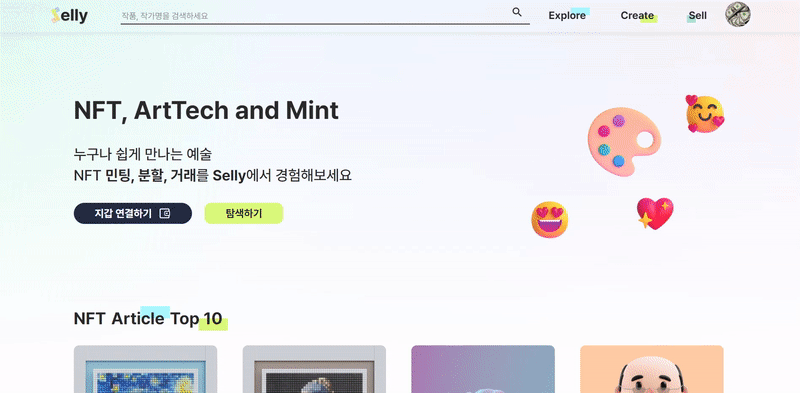 Selly
작품, 작가명을 검색하세요
Explore
Create
Sell
NFT, ArtTech and Mint
누구나 쉽게 만나는 예술
NFT 민팅, 분할, 거래를 Selly에서 경험해보세요
지갑 연결하기
탐색하기
NFT Article Top 10